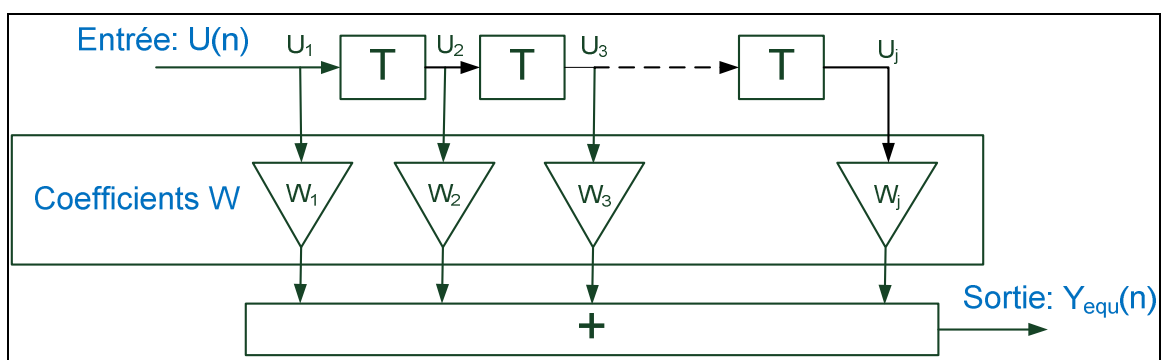 Entrée: U(n)
U1 T U2 T U3 T Uj
Coefficients W
W1 W2 W3 Wj
+
Sortie: Yequ(n)